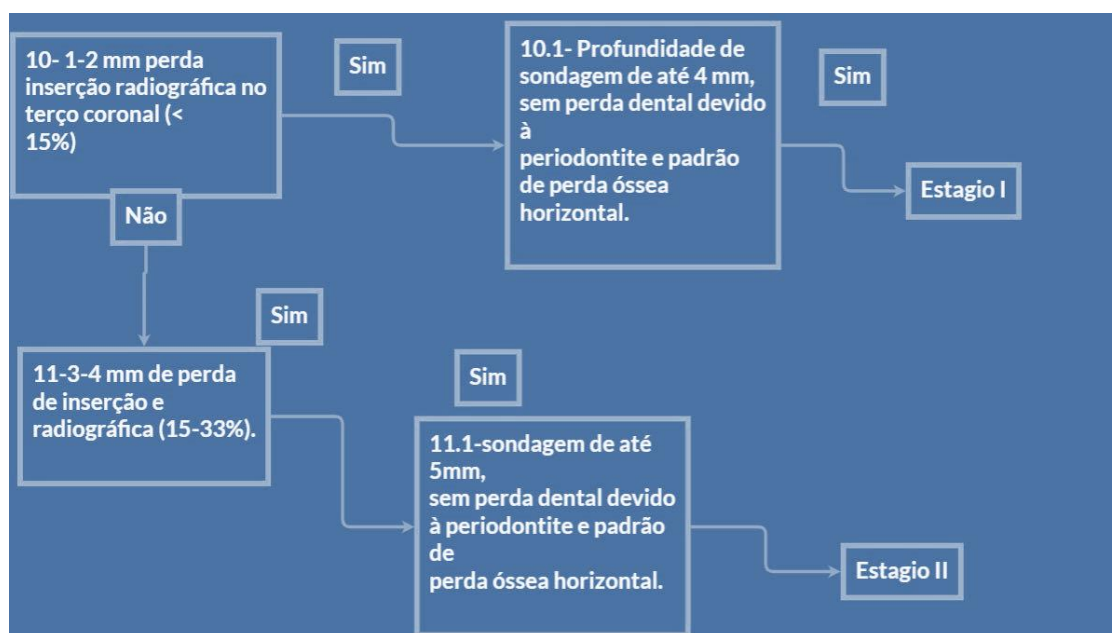 10- 1-2 mm perda
inserção radiográfica no
terço coronal (<
15%)
Sim
10.1- Profundidade de
sondagem de até 4 mm,
sem perda dental devido
à
periodontite e padrão
de perda óssea
horizontal.
Sim
Estagio I
Não
Sim
11-3-4 mm de perda
de inserção e
radiográfica (15-33%).
Sim
11.1-sondagem de até
5mm,
sem perda dental devido
à periodontite e padrão
de
perda óssea horizontal.
Estagio II